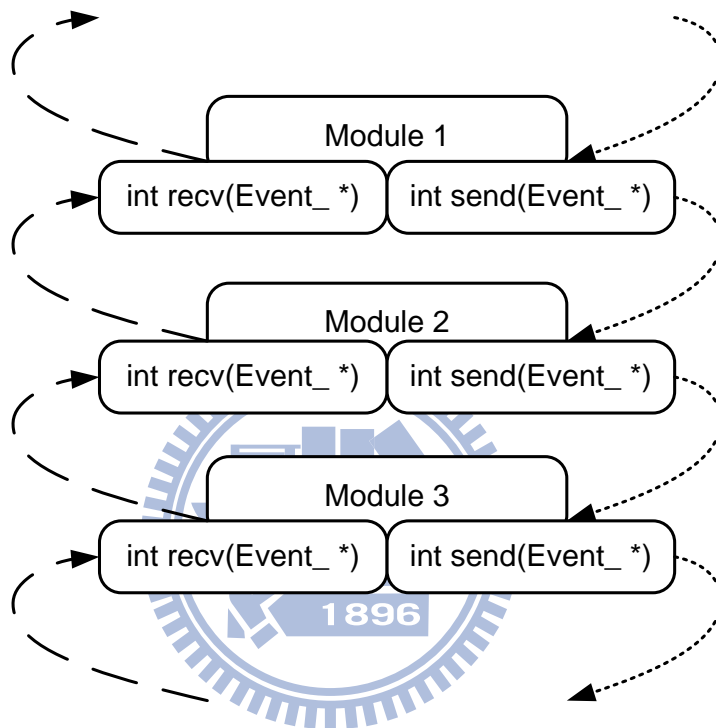 Module 1
int recv(Event_ *) int send(Event_ *)
Module 2
int recv(Event_ *) int send(Event_ *)
Module 3
int recv(Event_ *) int send(Event_ *)
1896